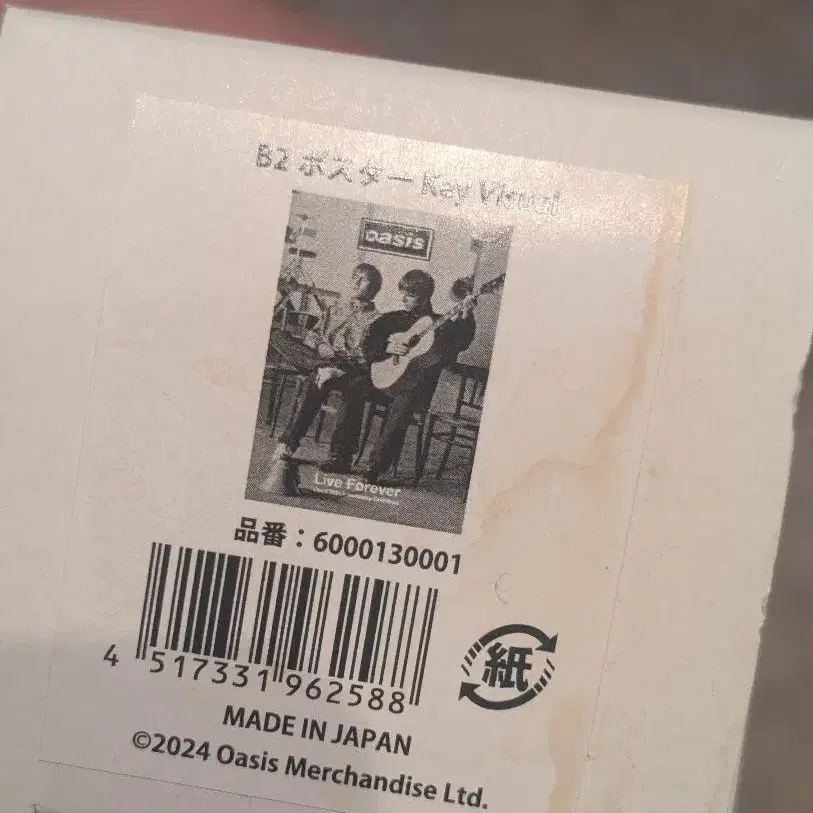 B2 ポスター Key Visual
oasis
Live Forever
品番：6000130001
4 517331 962588
紙
MADE IN JAPAN
©2024 Oasis Merchandise Ltd.